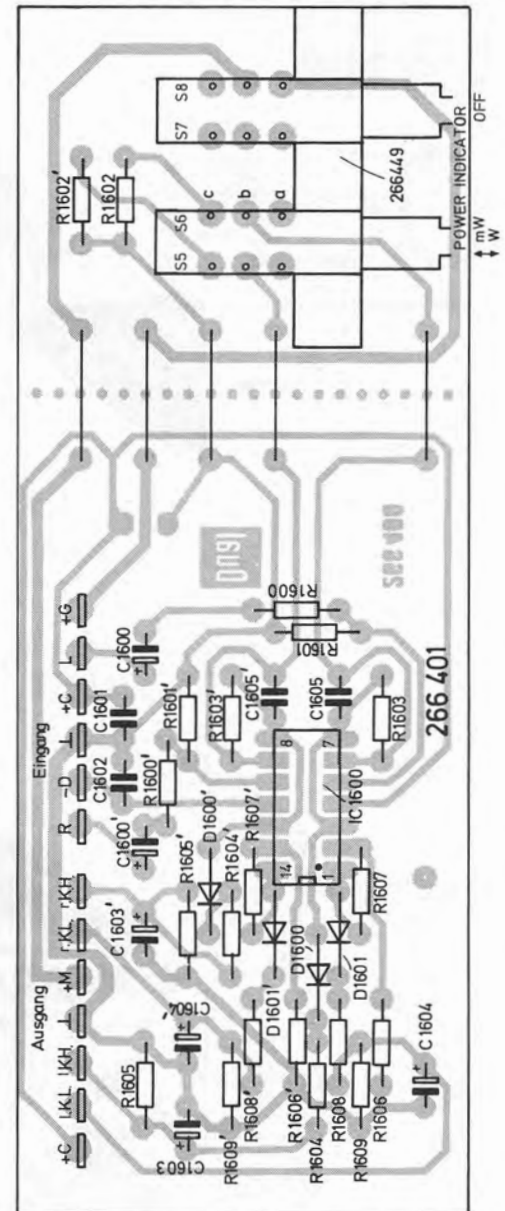 S8
S7
S6
S5
c
b
a
R1602'
R1602
266449
POWER INDICATOR
OFF
mW
W
Dual
266400
266 401
+G
L
+C
⊥
-D
R
Eingang
r.KH.
r.KL.
+M
⊥
l.KH.
l.KL.
+C
Ausgang
R1600
R1601
C1600
C1601
C1602
R1601'
R1603'
C1605'
C1605
R1603
R1600'
C1600'
8
7
14
1
IC1600
D1600'
R1607'
R1604'
R1605'
C1603'
R1607
D1600
D1601
D1601'
C1604'
R1605
C1603
R1609'
R1608'
R1606'
R1604
R1608
R1609
R1606
C1604